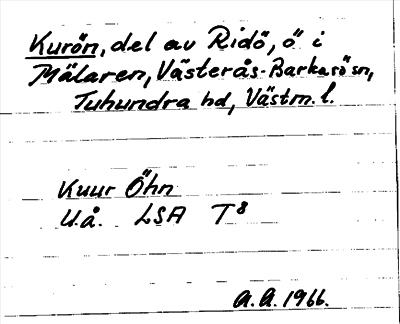 Kurön, del av Ridö, ö i
Mälaren, Västerås-Barkarö sn,
Tuhundra hd, Västm. l.
Kuur Öhn
U.å. LSA T8
A.A. 1966.